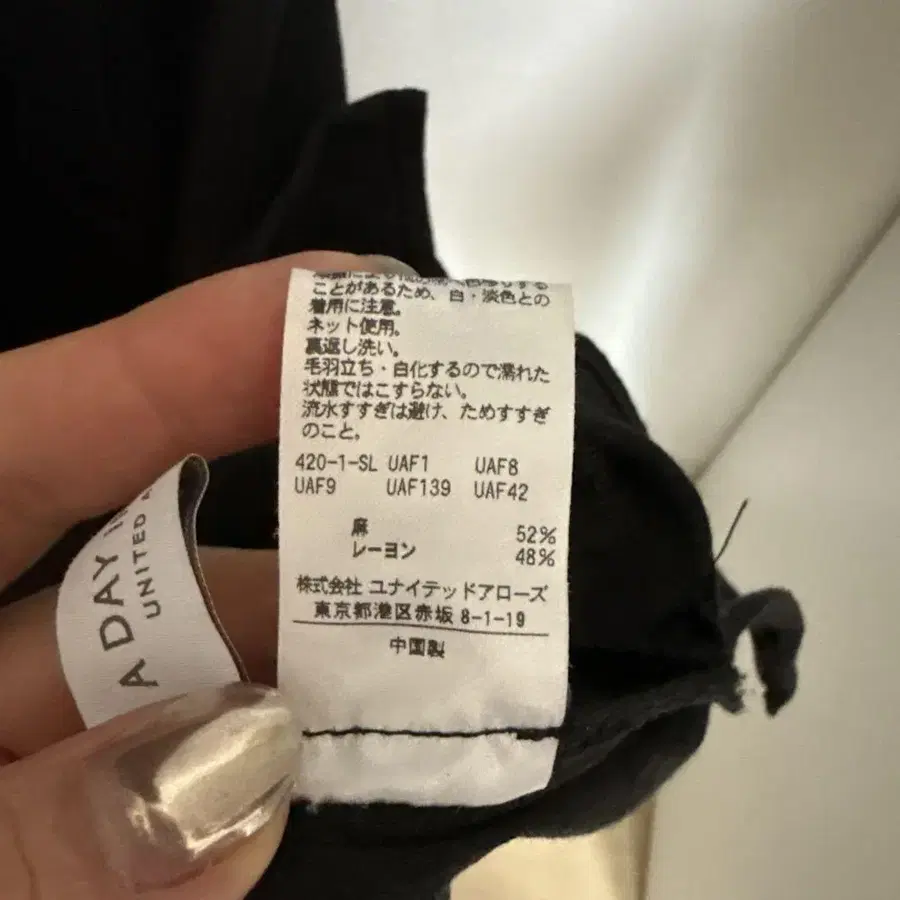 ことがあるため、白・淡色との
着用に注意。
ネット使用。
裏返し洗い。
毛羽立ち・白化するので濡れた
状態ではこすらない。
流水すすぎは避け、ためすすぎ
のこと。
420-1-SL UAF1 UAF8
UAF9 UAF139 UAF42
麻 52%
レーヨン 48%
株式会社 ユナイテッドアローズ
東京都港区赤坂 8-1-19
中国製
A DAY
UNITED A